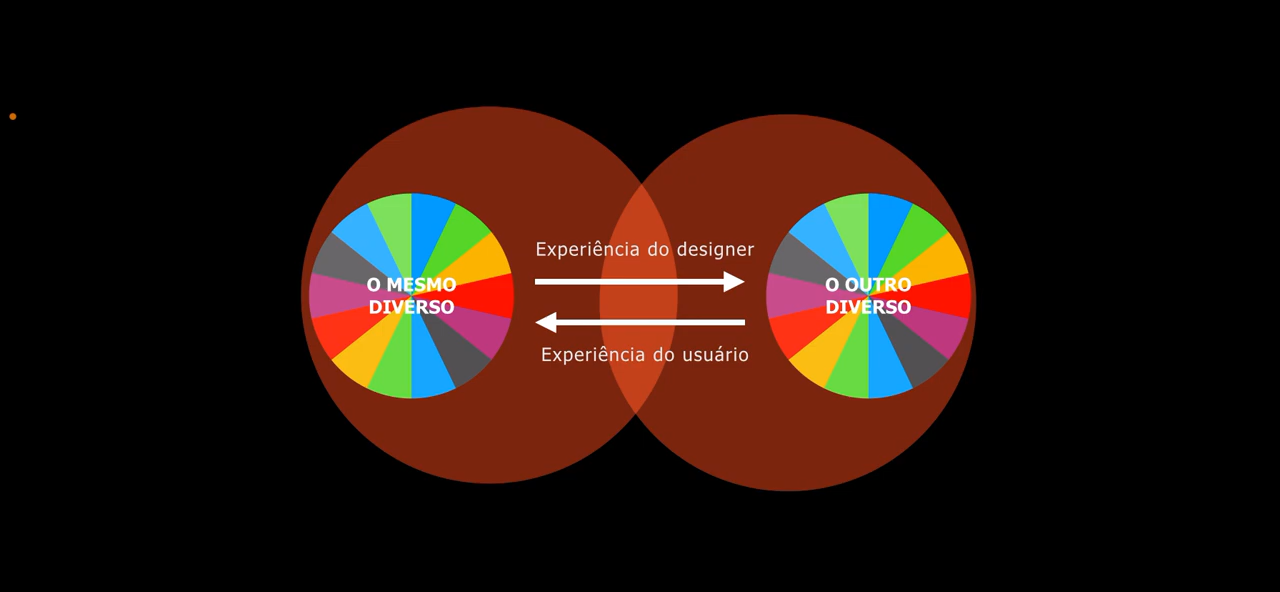 Experiência do designer
O MESMO
DIVERSO
O OUTRO
DIVERSO
Experiência do usuário